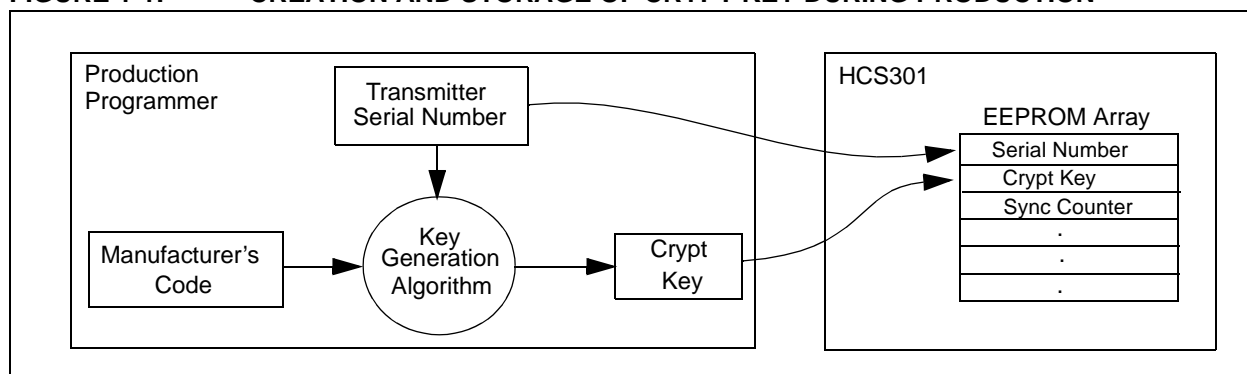 Production
Programmer
Transmitter
Serial Number
Manufacturer's
Code
Key
Generation
Algorithm
Crypt
Key
HCS301
EEPROM Array
Serial Number
Crypt Key
Sync Counter
.
.
.